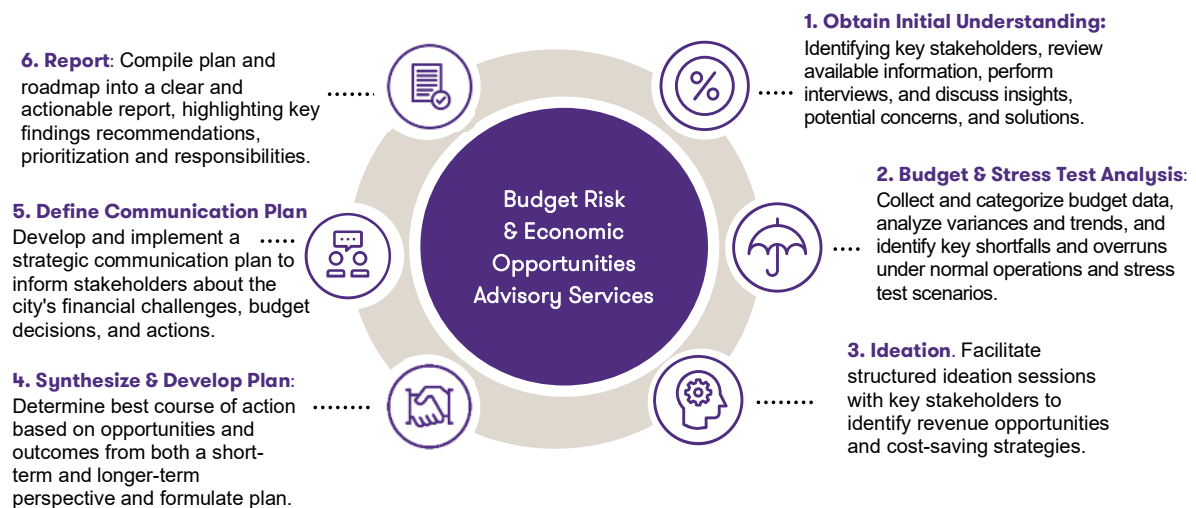 1. Obtain Initial Understanding:
Identifying key stakeholders, review
available information, perform
interviews, and discuss insights,
potential concerns, and solutions.
2. Budget & Stress Test Analysis:
Collect and categorize budget data,
analyze variances and trends, and
identify key shortfalls and overruns
under normal operations and stress
test scenarios.
3. Ideation. Facilitate
structured ideation sessions
with key stakeholders to
identify revenue opportunities
and cost-saving strategies.
4. Synthesize & Develop Plan:
Determine best course of action
based on opportunities and
outcomes from both a short-
term and longer-term
perspective and formulate plan.
5. Define Communication Plan
Develop and implement a
strategic communication plan to
inform stakeholders about the
city's financial challenges, budget
decisions, and actions.
6. Report: Compile plan and
roadmap into a clear and
actionable report, highlighting key
findings recommendations,
prioritization and responsibilities.
Budget Risk
& Economic
Opportunities
Advisory Services
%